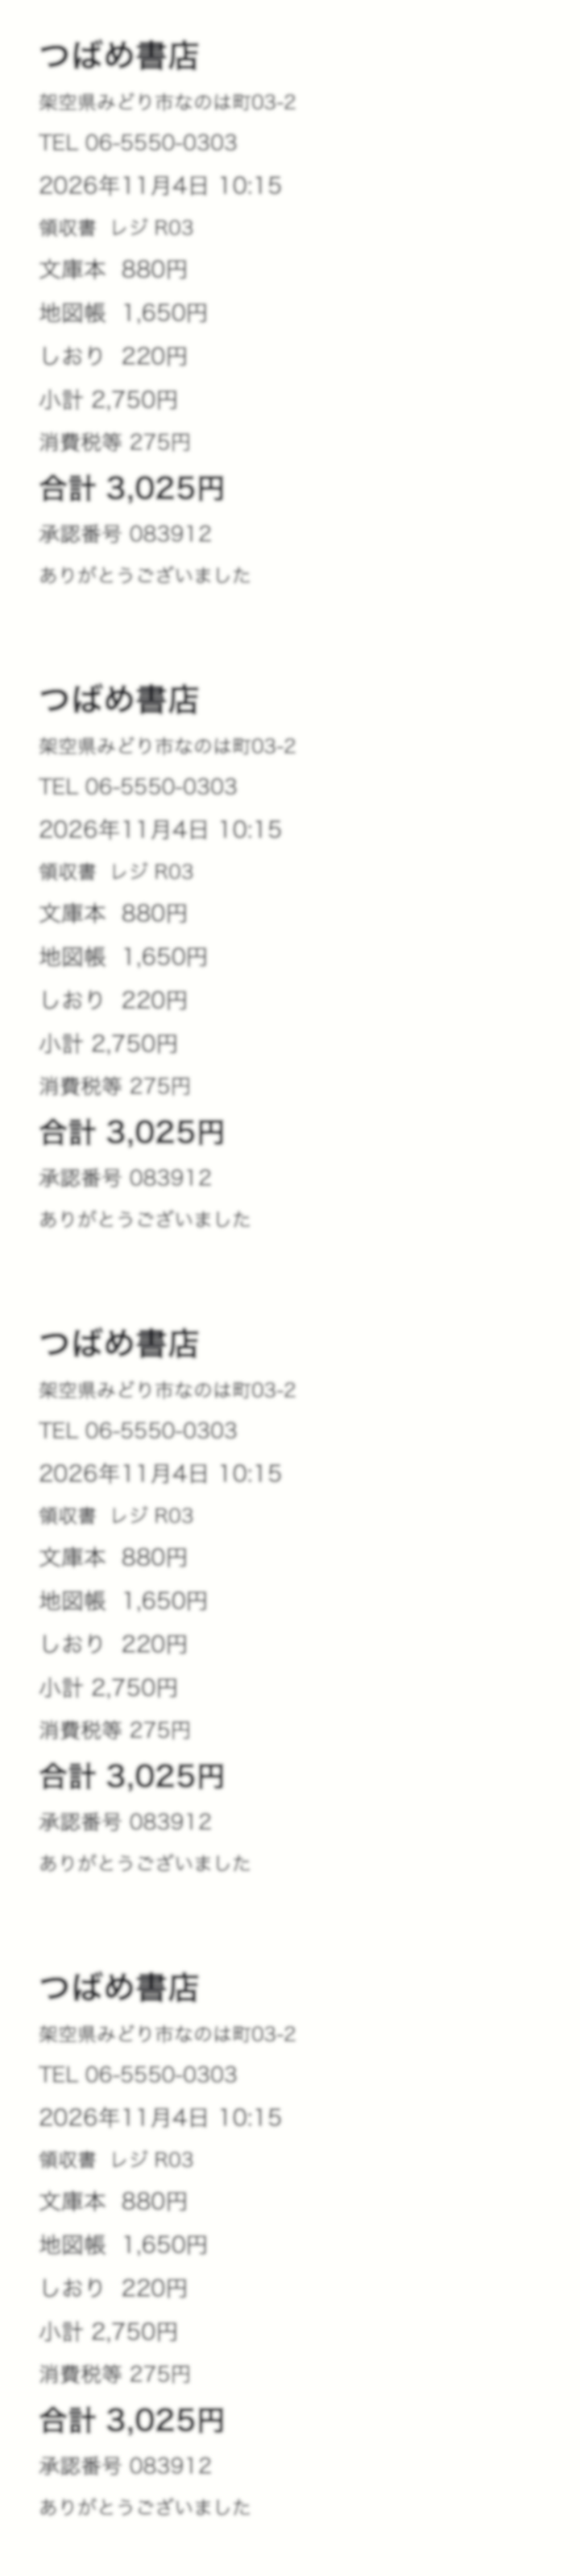 つばめ書店
架空県みどり市なのは町03-2
TEL 06-5550-0303
2026年11月4日 10:15
領収書 レジ R03
文庫本 880円
地図帳 1,650円
しおり 220円
小計 2,750円
消費税等 275円
合計 3,025円
承認番号 083912
ありがとうございました
つばめ書店
架空県みどり市なのは町03-2
TEL 06-5550-0303
2026年11月4日 10:15
領収書 レジ R03
文庫本 880円
地図帳 1,650円
しおり 220円
小計 2,750円
消費税等 275円
合計 3,025円
承認番号 083912
ありがとうございました
つばめ書店
架空県みどり市なのは町03-2
TEL 06-5550-0303
2026年11月4日 10:15
領収書 レジ R03
文庫本 880円
地図帳 1,650円
しおり 220円
小計 2,750円
消費税等 275円
合計 3,025円
承認番号 083912
ありがとうございました
つばめ書店
架空県みどり市なのは町03-2
TEL 06-5550-0303
2026年11月4日 10:15
領収書 レジ R03
文庫本 880円
地図帳 1,650円
しおり 220円
小計 2,750円
消費税等 275円
合計 3,025円
承認番号 083912
ありがとうございました